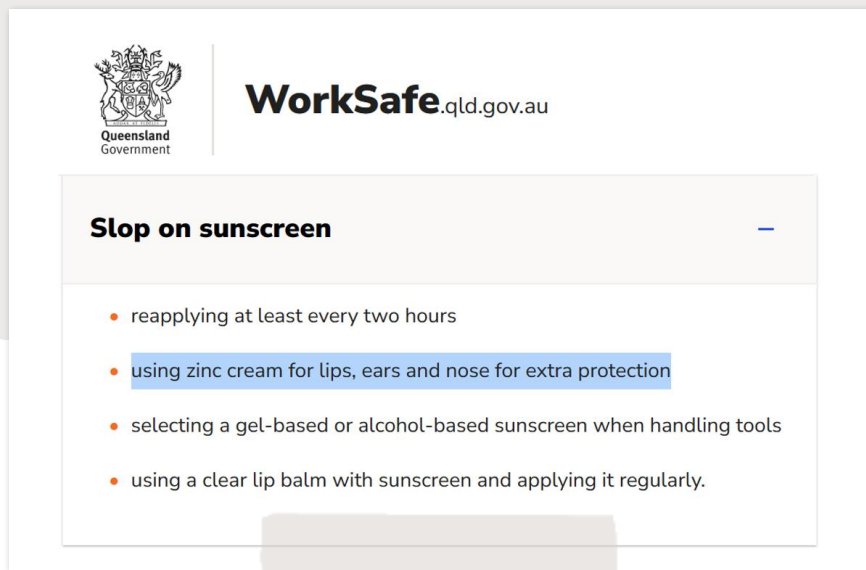 Queensland
Government
WorkSafe.qld.gov.au
Slop on sunscreen
reapplying at least every two hours
using zinc cream for lips, ears and nose for extra protection
selecting a gel-based or alcohol-based sunscreen when handling tools
using a clear lip balm with sunscreen and applying it regularly.